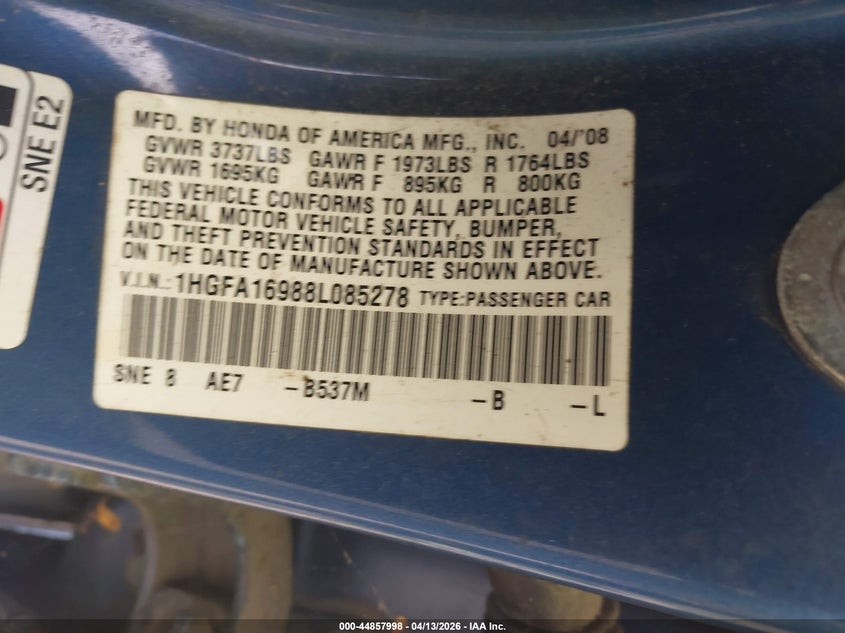 SNE E2
MFD. BY HONDA OF AMERICA MFG., INC. 04/'08
GVWR 3737LBS GAWR F 1973LBS R 1764LBS
GVWR 1695KG GAWR F 895KG R 800KG
THIS VEHICLE CONFORMS TO ALL APPLICABLE
FEDERAL MOTOR VEHICLE SAFETY, BUMPER,
AND THEFT PREVENTION STANDARDS IN EFFECT
ON THE DATE OF MANUFACTURE SHOWN ABOVE.
V.I.N.: 1HGFA16988L085278 TYPE:PASSENGER CAR
SNE 8 AE7 -B537M -B -L
000-44857998 - 04/13/2026 - IAA Inc.